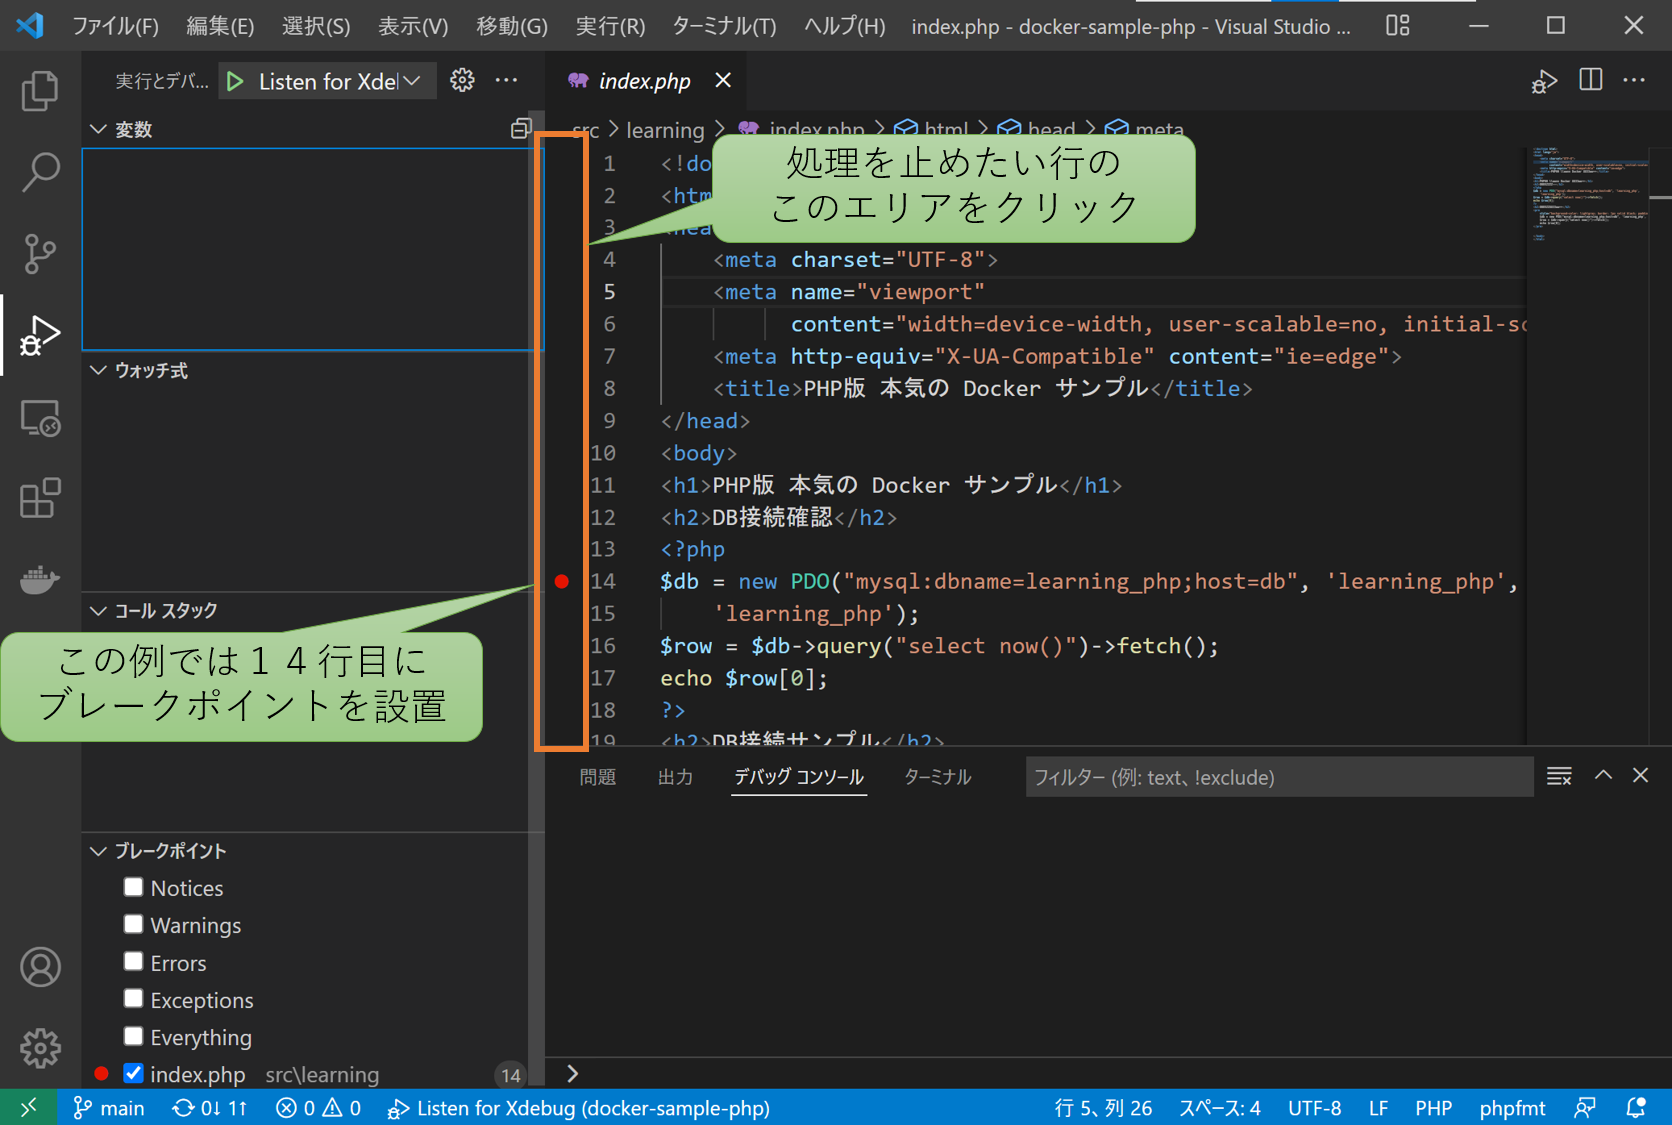 ファイル(F) 編集(E) 選択(S) 表示(V) 移動(G) 実行(R) ターミナル(T) ヘルプ(H) index.php - docker-sample-php - Visual Studio ...
実行とデバ... Listen for Xde
index.php
変数
src > learning > index.php > html > head > meta
処理を止めたい行の
このエリアをクリック
1 <!do
2 <htm
3 <hea
4 <meta charset="UTF-8">
5 <meta name="viewport"
6 content="width=device-width, user-scalable=no, initial-sc
7 <meta http-equiv="X-UA-Compatible" content="ie=edge">
8 <title>PHP版 本気の Docker サンプル</title>
9 </head>
10 <body>
11 <h1>PHP版 本気の Docker サンプル</h1>
12 <h2>DB接続確認</h2>
13 <?php
14 $db = new PDO("mysql:dbname=learning_php;host=db", 'learning_php',
15 'learning_php');
16 $row = $db->query("select now()")->fetch();
17 echo $row[0];
18 ?>
19 <h2>DB接続サンプル</h2>
ウォッチ式
コール スタック
この例では１４行目に
ブレークポイントを設置
問題 出力 デバッグ コンソール ターミナル フィルター (例: text、!exclude)
ブレークポイント
Notices
Warnings
Errors
Exceptions
Everything
index.php src\learning 14
>
main 0↓ 1↑ 0 0 Listen for Xdebug (docker-sample-php) 行 5、列 26 スペース: 4 UTF-8 LF PHP phpfmt